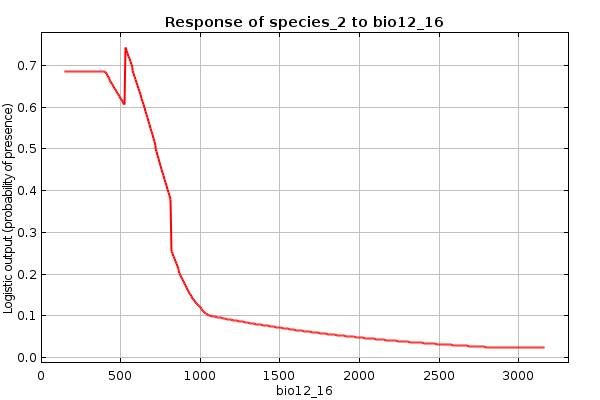 Response of species_2 to bio12_16
Logistic output (probability of presence)
0.7
0.6
0.5
0.4
0.3
0.2
0.1
0.0
0 500 1000 1500 2000 2500 3000
bio12_16